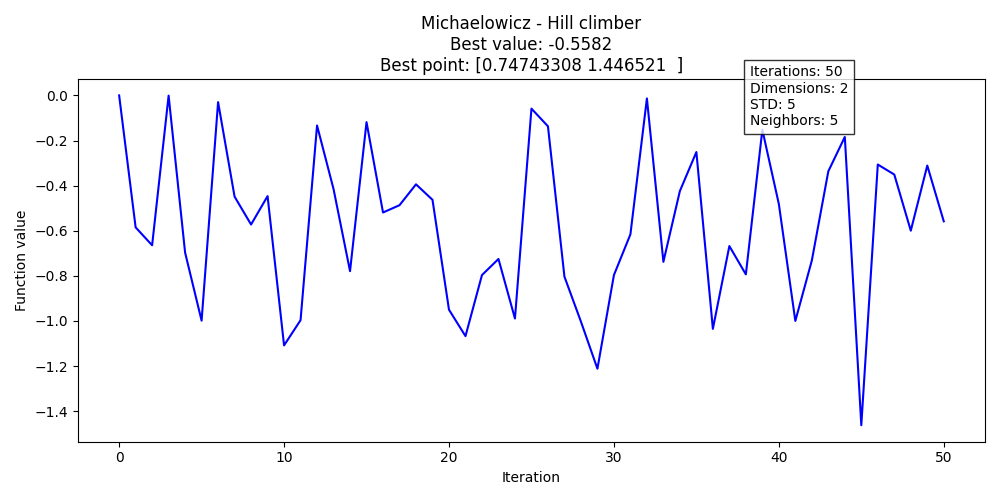 Michaelowicz - Hill climber
Best value: -0.5582
Best point: [0.74743308 1.446521  ]
Iterations: 50
Dimensions: 2
STD: 5
Neighbors: 5
Function value
0.0
−0.2
−0.4
−0.6
−0.8
−1.0
−1.2
−1.4
0 10 20 30 40 50
Iteration